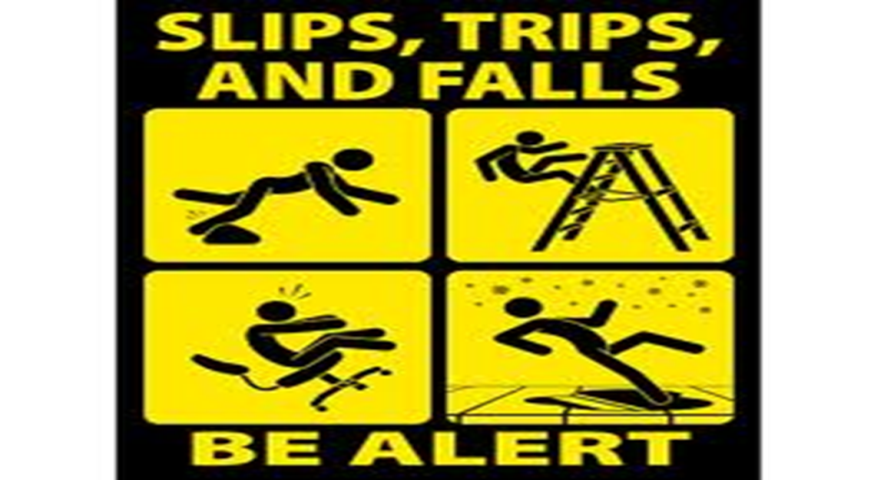 SLIPS, TRIPS,
AND FALLS
BE ALERT